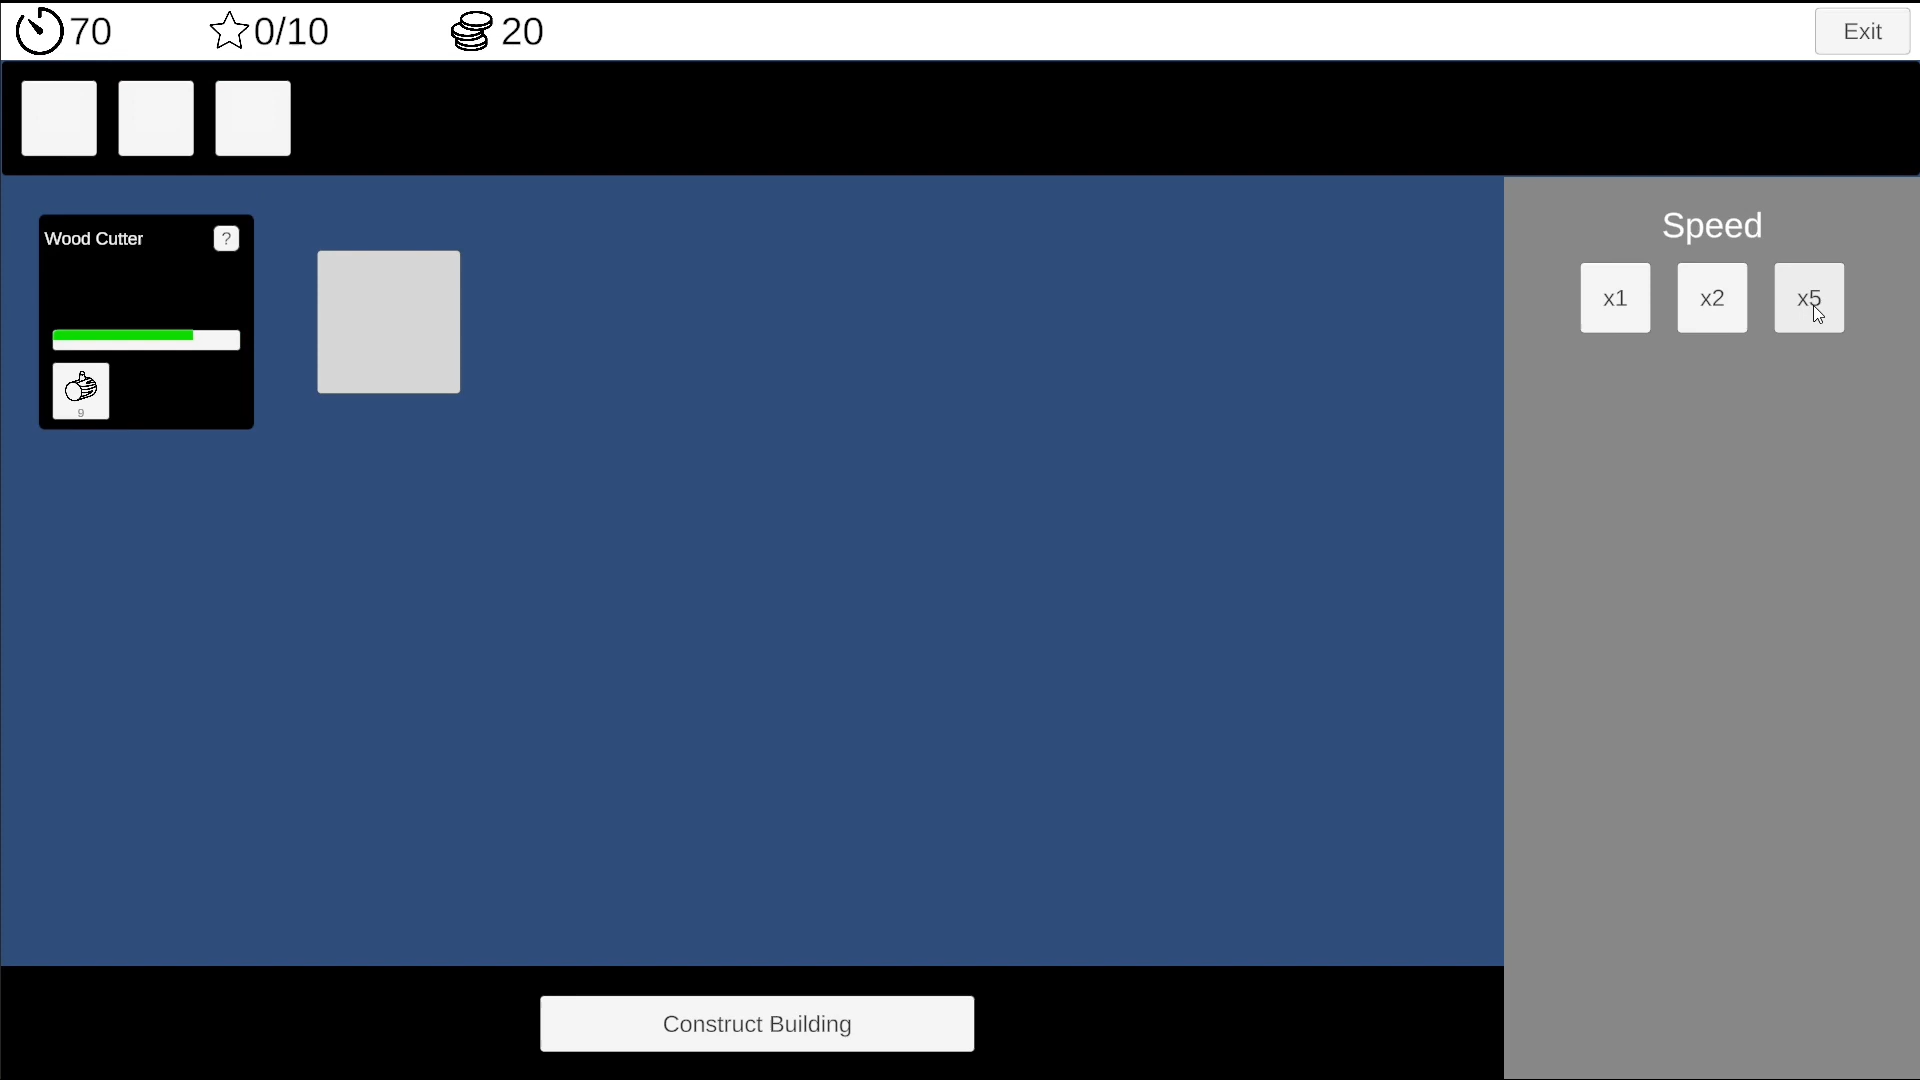 70
0/10
20
Exit
Wood Cutter
?
9
Speed
x1
x2
x5
Construct Building